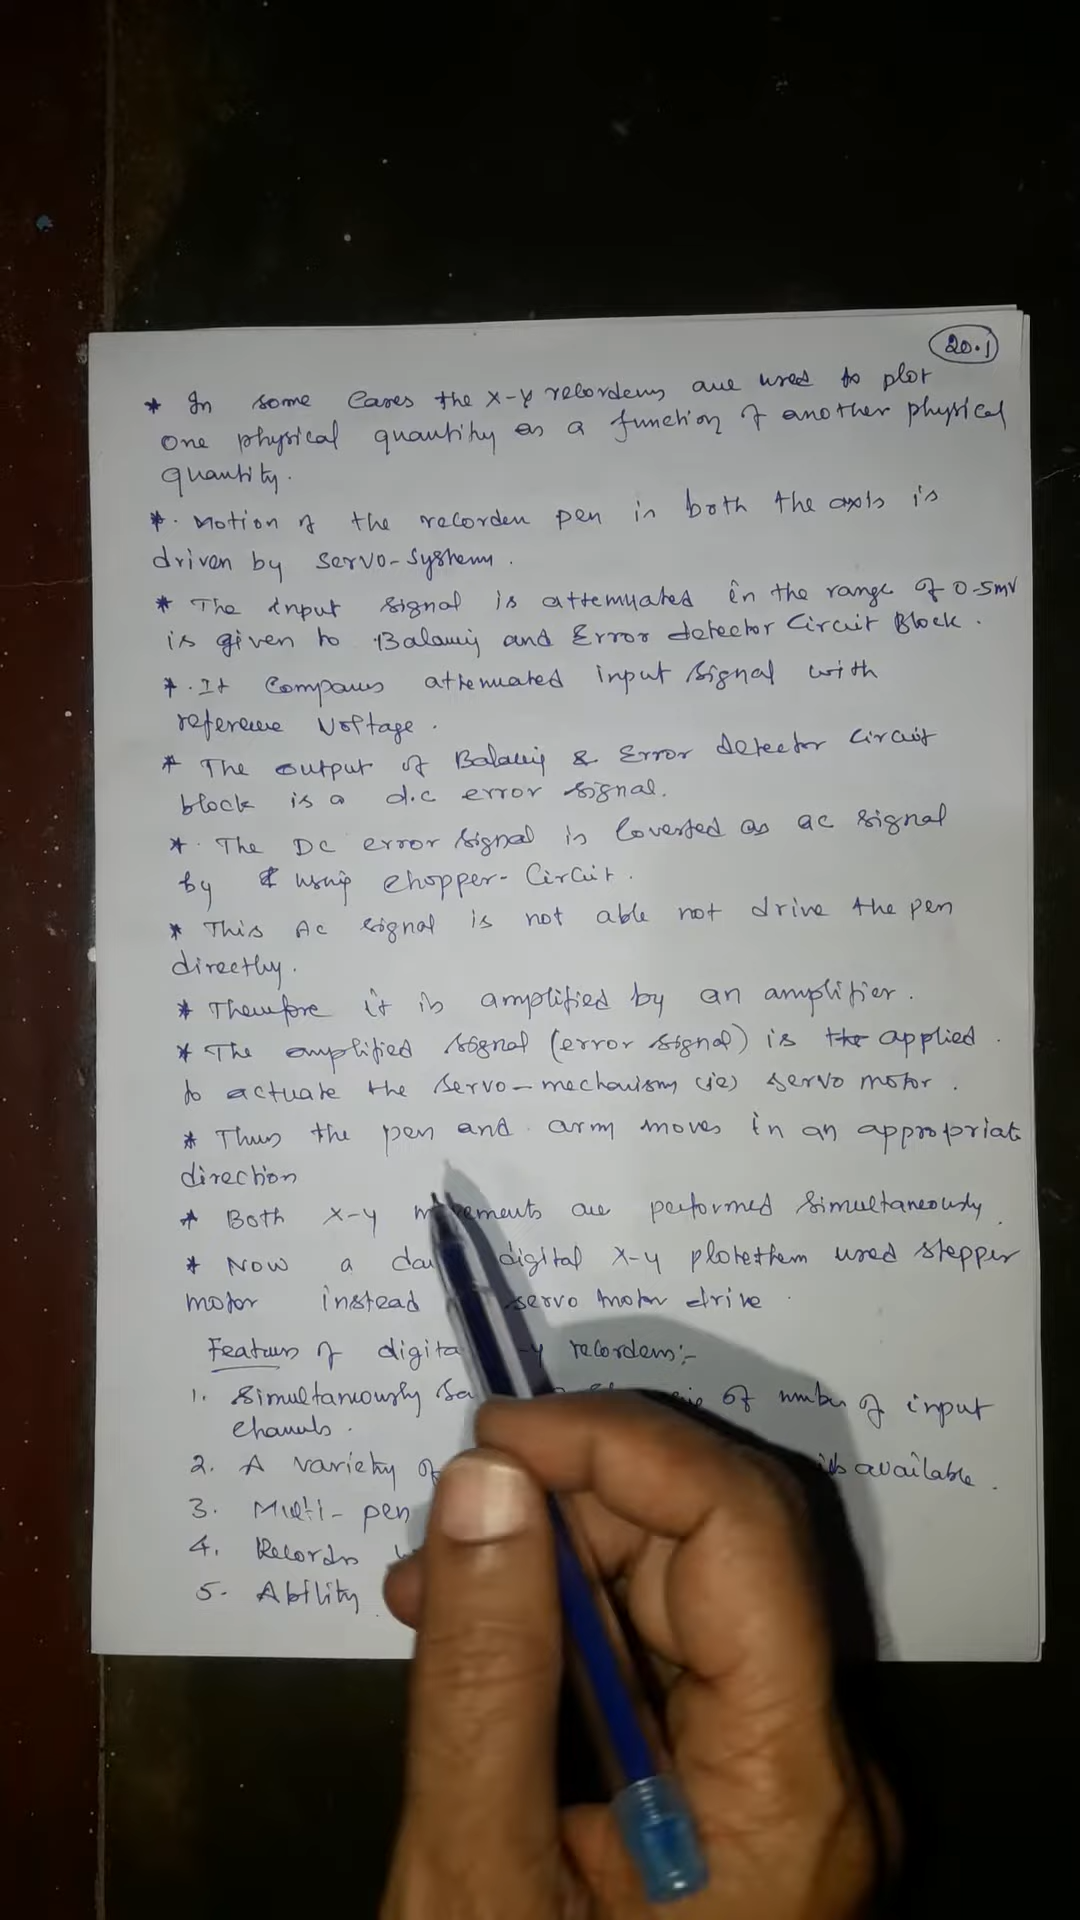 20.1
* In some Cases the X-Y recorders are used to plot
one physical quantity as a function of another physical
quantity.
*. Motion of the recorder pen in both the axis is
driven by Servo-Systems.
* The input signal is attenuated in the range of 0.5mV
is given to Balancing and Error detector Circuit Block.
*. It Compares attenuated input signal with
reference Voltage.
* The output of Balancing & Error detector Circuit
block is a d.c error signal.
*. The DC error signal is Coverted as ac signal
by using chopper-Circuit.
* This AC signal is not able not drive the pen
directly.
* Therefore it is amplified by an amplifier.
* The amplified signal (error signal) is the applied
to actuate the servo-mechanism (ie) servo motor.
* Thus the pen and arm moves in an appropriate
direction
* Both X-Y movements are performed simultaneously
* Now a digital X-Y used stepper
motor instead servo motor drive.
Features of digital recorders:-
1. Simultaneously of number of input
channels.
2. A variety of is available.
3. Multi-pen
4. Records
5. Ability